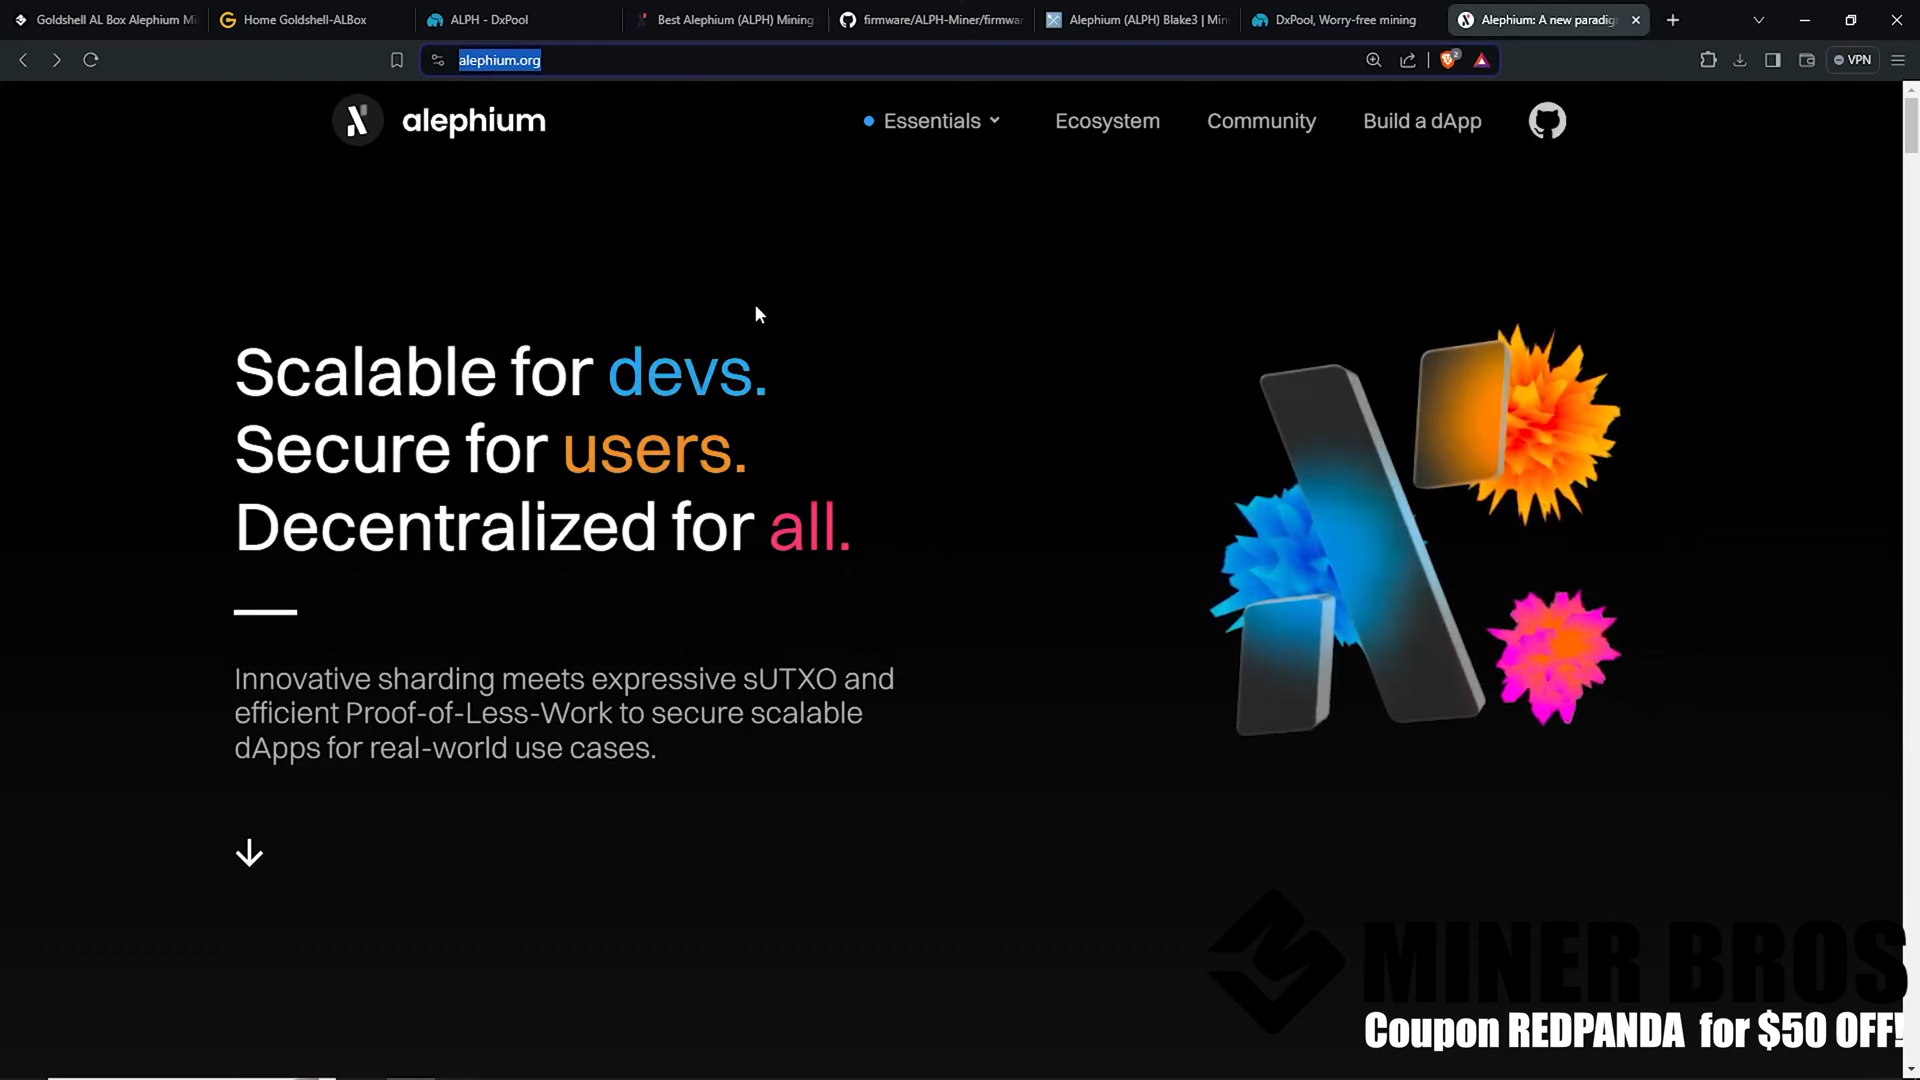 Goldshell AL Box Alephium Mi
Home Goldshell-ALBox
ALPH - DxPool
Best Alephium (ALPH) Mining
firmware/ALPH-Miner/firmwar
Alephium (ALPH) Blake3 | Min
DxPool, Worry-free mining
Alephium: A new paradig
alephium.org
2
VPN
alephium
Essentials
Ecosystem
Community
Build a dApp
Scalable for devs.
Secure for users.
Decentralized for all.
Innovative sharding meets expressive sUTXO and
efficient Proof-of-Less-Work to secure scalable
dApps for real-world use cases.
MINER BROS
Coupon REDPANDA for $50 OFF!